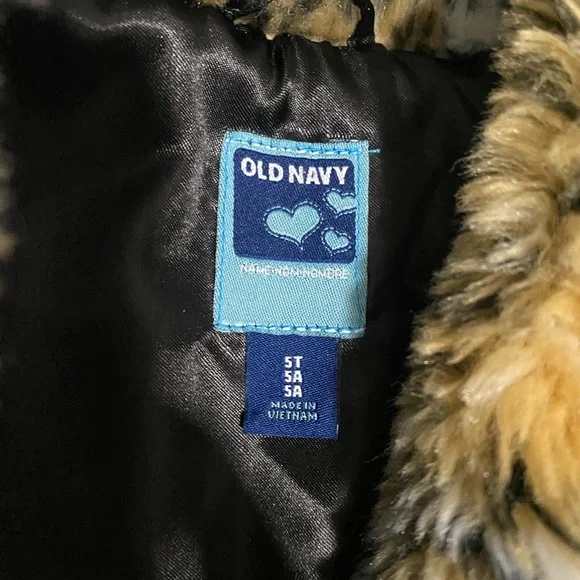 OLD NAVY
NAME·NOM·NOMBRE
5T
5A
5A
MADE IN
VIETNAM